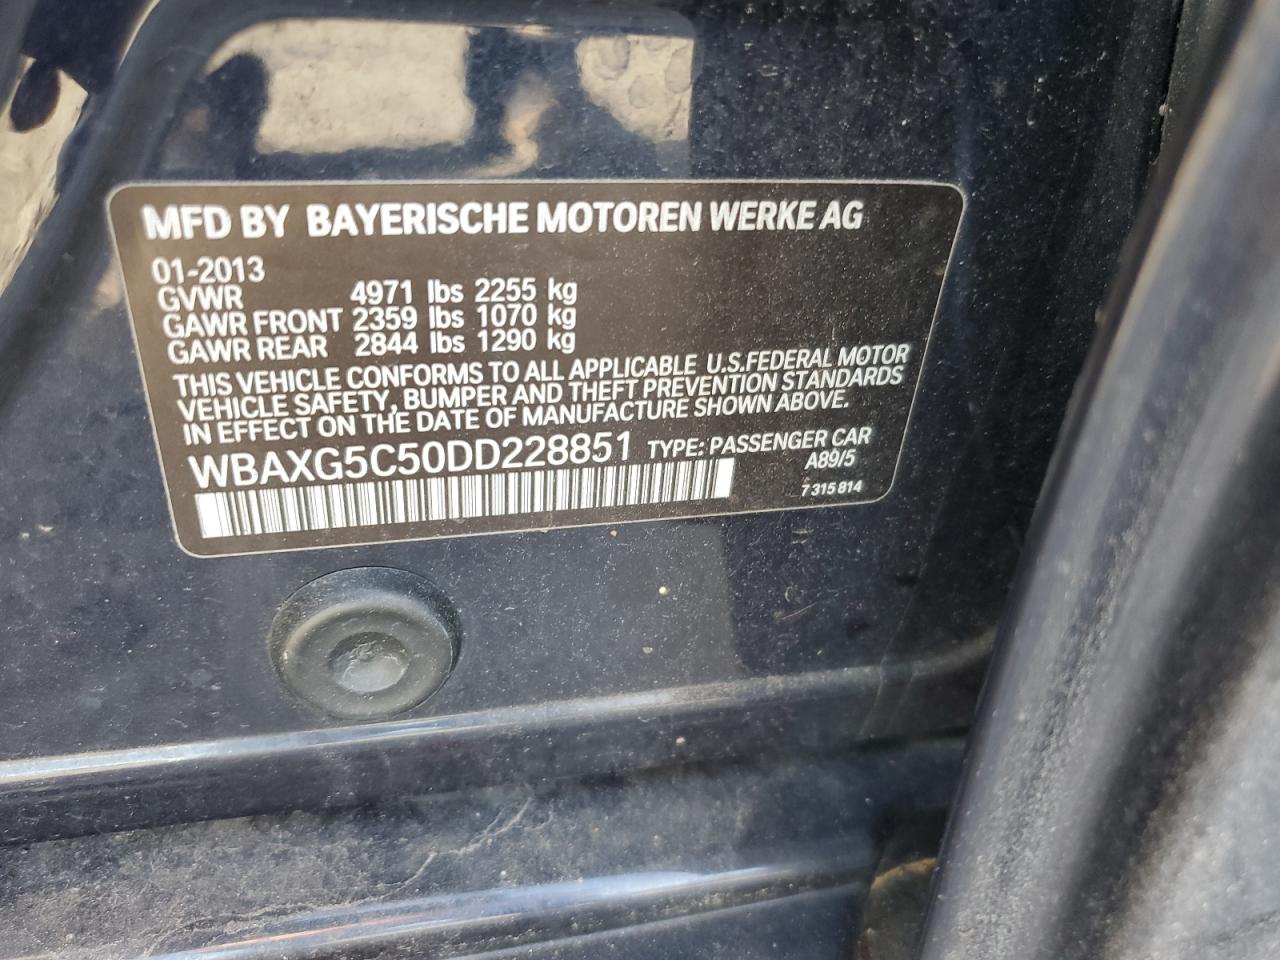 MFD BY BAYERISCHE MOTOREN WERKE AG
01-2013
GVWR 4971 lbs 2255 kg
GAWR FRONT 2359 lbs 1070 kg
GAWR REAR 2844 lbs 1290 kg
THIS VEHICLE CONFORMS TO ALL APPLICABLE U.S.FEDERAL MOTOR
VEHICLE SAFETY, BUMPER AND THEFT PREVENTION STANDARDS
IN EFFECT ON THE DATE OF MANUFACTURE SHOWN ABOVE.
WBAXG5C50DD228851 TYPE: PASSENGER CAR
A89/5
7 315 814